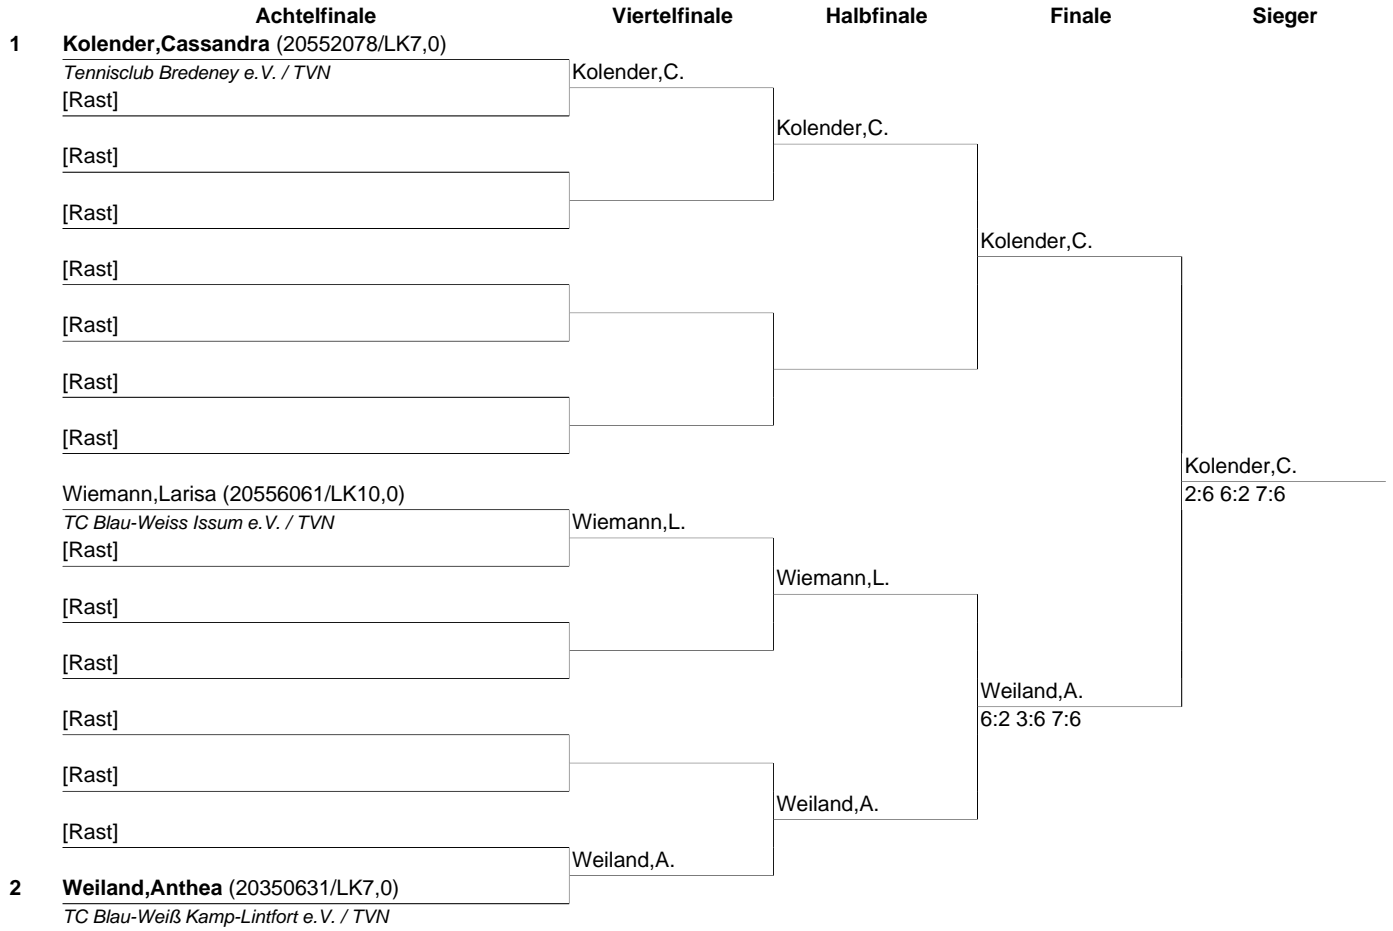 Achtelfinale Viertelfinale Halbfinale Finale Sieger
1 Kolender,Cassandra (20552078/LK7,0)
Tennisclub Bredeney e.V. / TVN
Kolender,C.
[Rast]
Kolender,C.
[Rast]
[Rast]
Kolender,C.
[Rast]
[Rast]
[Rast]
[Rast]
Kolender,C.
Wiemann,Larisa (20556061/LK10,0)
2:6 6:2 7:6
TC Blau-Weiss Issum e.V. / TVN
Wiemann,L.
[Rast]
Wiemann,L.
[Rast]
[Rast]
Weiland,A.
[Rast]
6:2 3:6 7:6
[Rast]
Weiland,A.
[Rast]
Weiland,A.
2 Weiland,Anthea (20350631/LK7,0)
TC Blau-Weiß Kamp-Lintfort e.V. / TVN